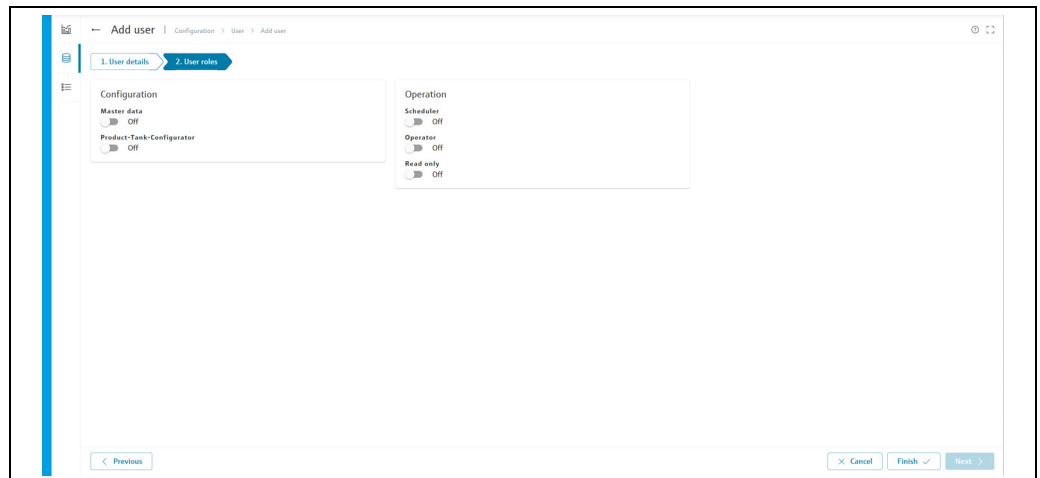 Add user | Configuration > User > Add user
1. User details
2. User roles
Configuration
Master data
Off
Product-Tank-Configurator
Off
Operation
Scheduler
Off
Operator
Off
Read only
Off
Previous
Cancel
Finish
Next